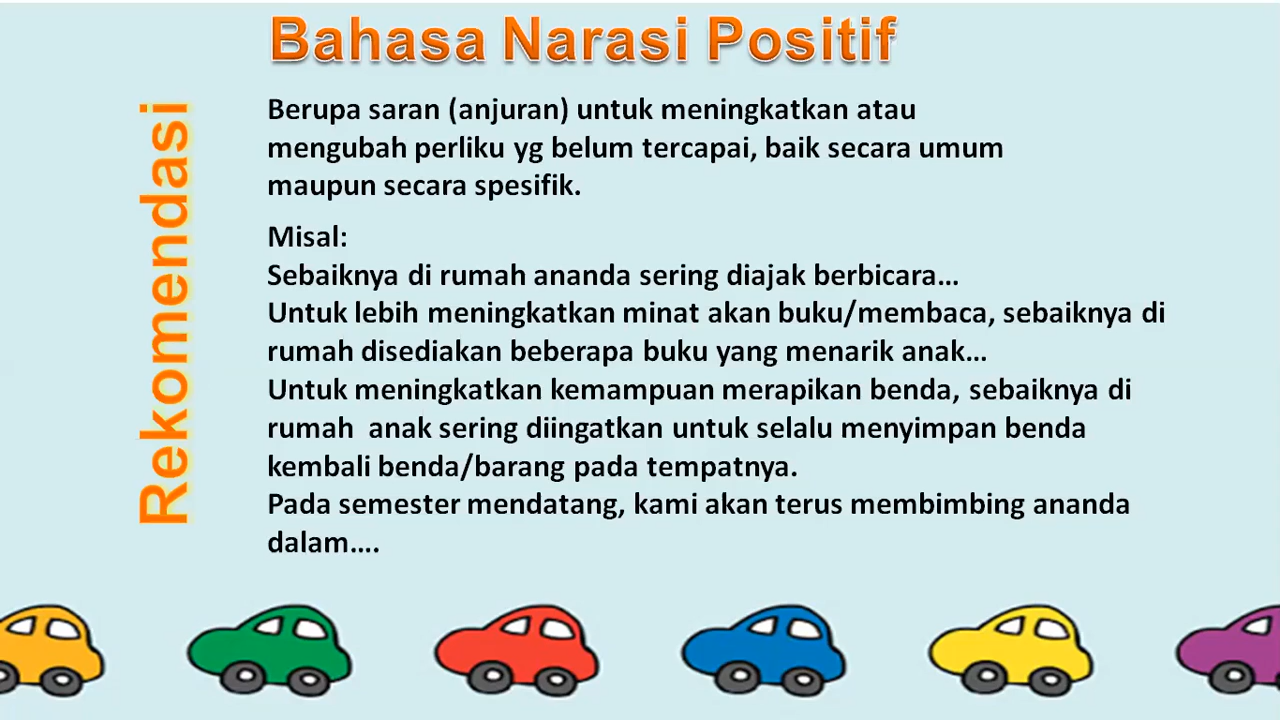 Bahasa Narasi Positif
Rekomendasi
Berupa saran (anjuran) untuk meningkatkan atau
mengubah perliku yg belum tercapai, baik secara umum
maupun secara spesifik.
Misal:
Sebaiknya di rumah ananda sering diajak berbicara...
Untuk lebih meningkatkan minat akan buku/membaca, sebaiknya di
rumah disediakan beberapa buku yang menarik anak...
Untuk meningkatkan kemampuan merapikan benda, sebaiknya di
rumah  anak sering diingatkan untuk selalu menyimpan benda
kembali benda/barang pada tempatnya.
Pada semester mendatang, kami akan terus membimbing ananda
dalam....